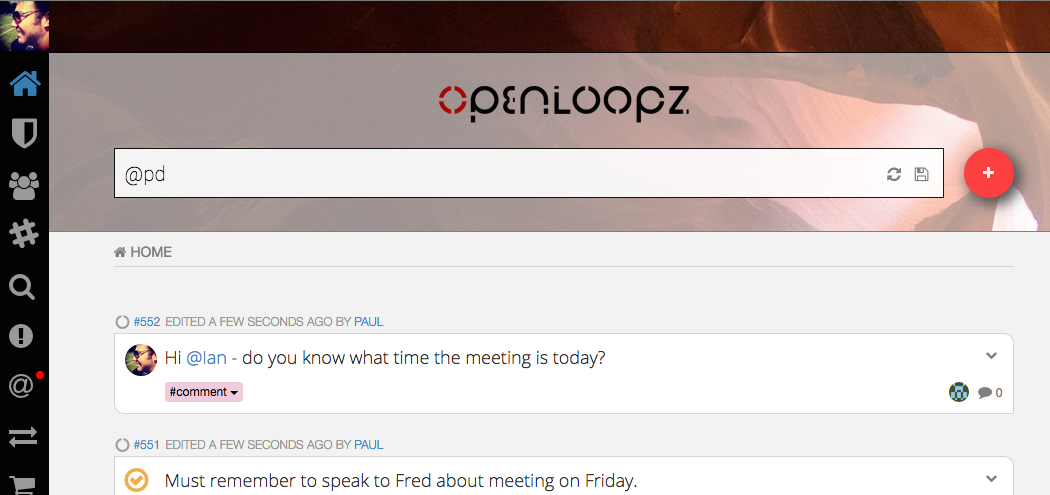 OPENLOOPZ
@pd
HOME
#552 EDITED A FEW SECONDS AGO BY PAUL
Hi @Ian - do you know what time the meeting is today?
#comment
0
#551 EDITED A FEW SECONDS AGO BY PAUL
Must remember to speak to Fred about meeting on Friday.